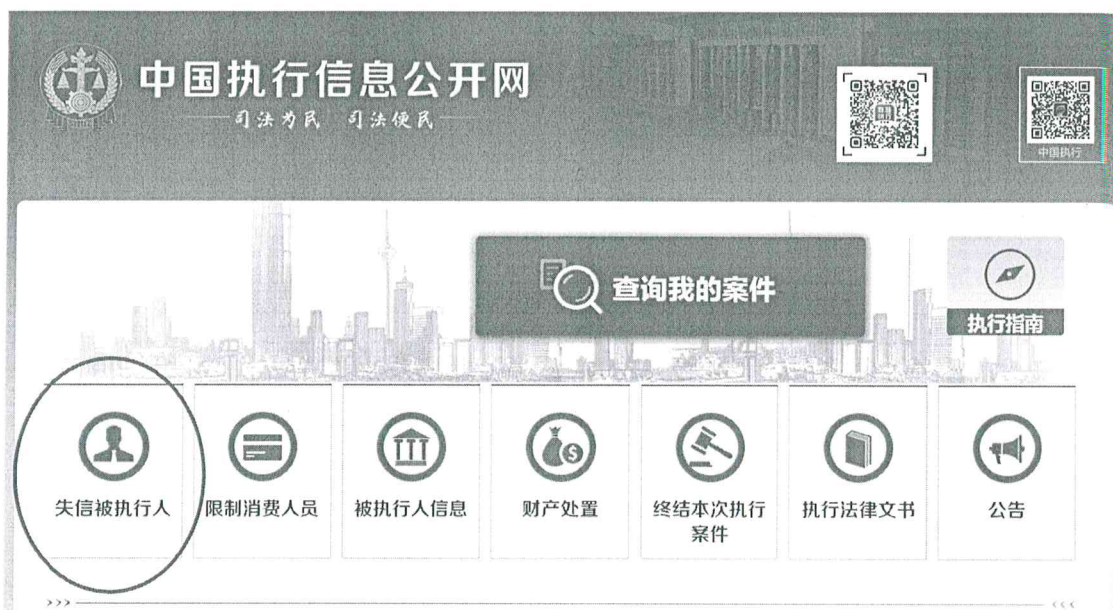 中国执行信息公开网
司法为民 司法便民
中国执行
查询我的案件
执行指南
失信被执行人
限制消费人员
被执行人信息
财产处置
终结本次执行
案件
执行法律文书
公告